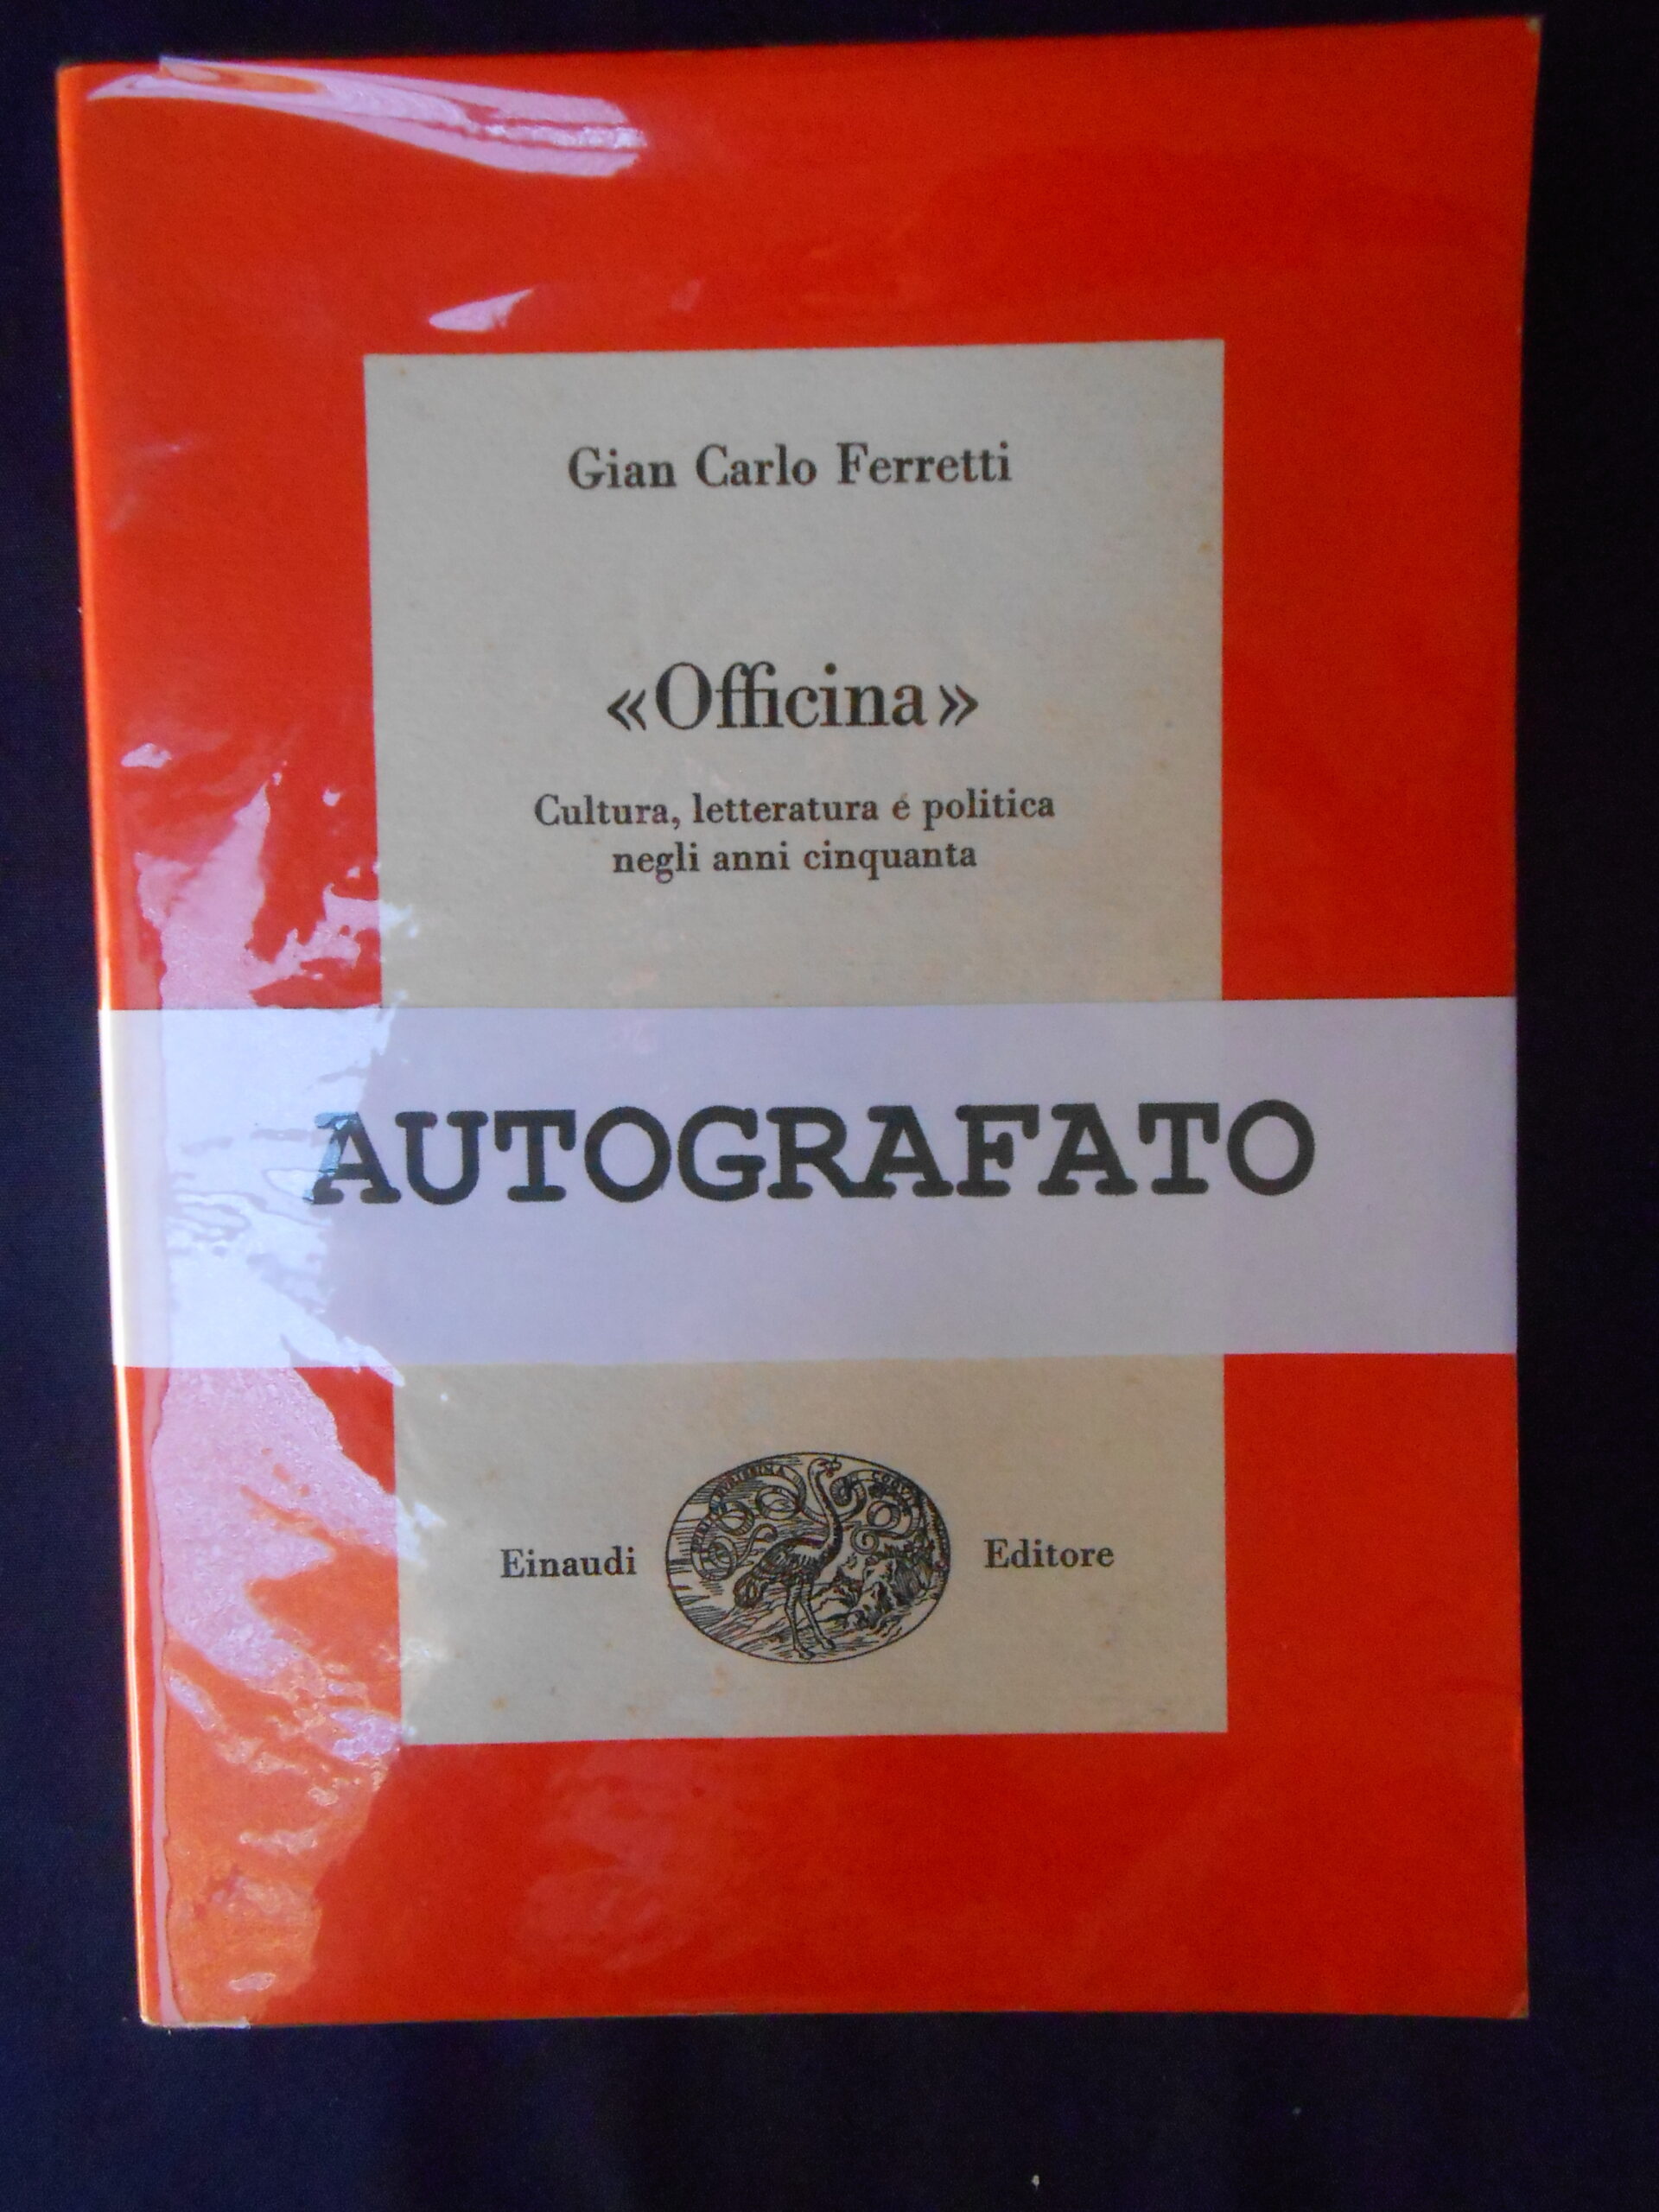 Gian Carlo Ferretti
«Officina»
Cultura, letteratura e politica
negli anni cinquanta
AUTOGRAFATO
Einaudi Editore